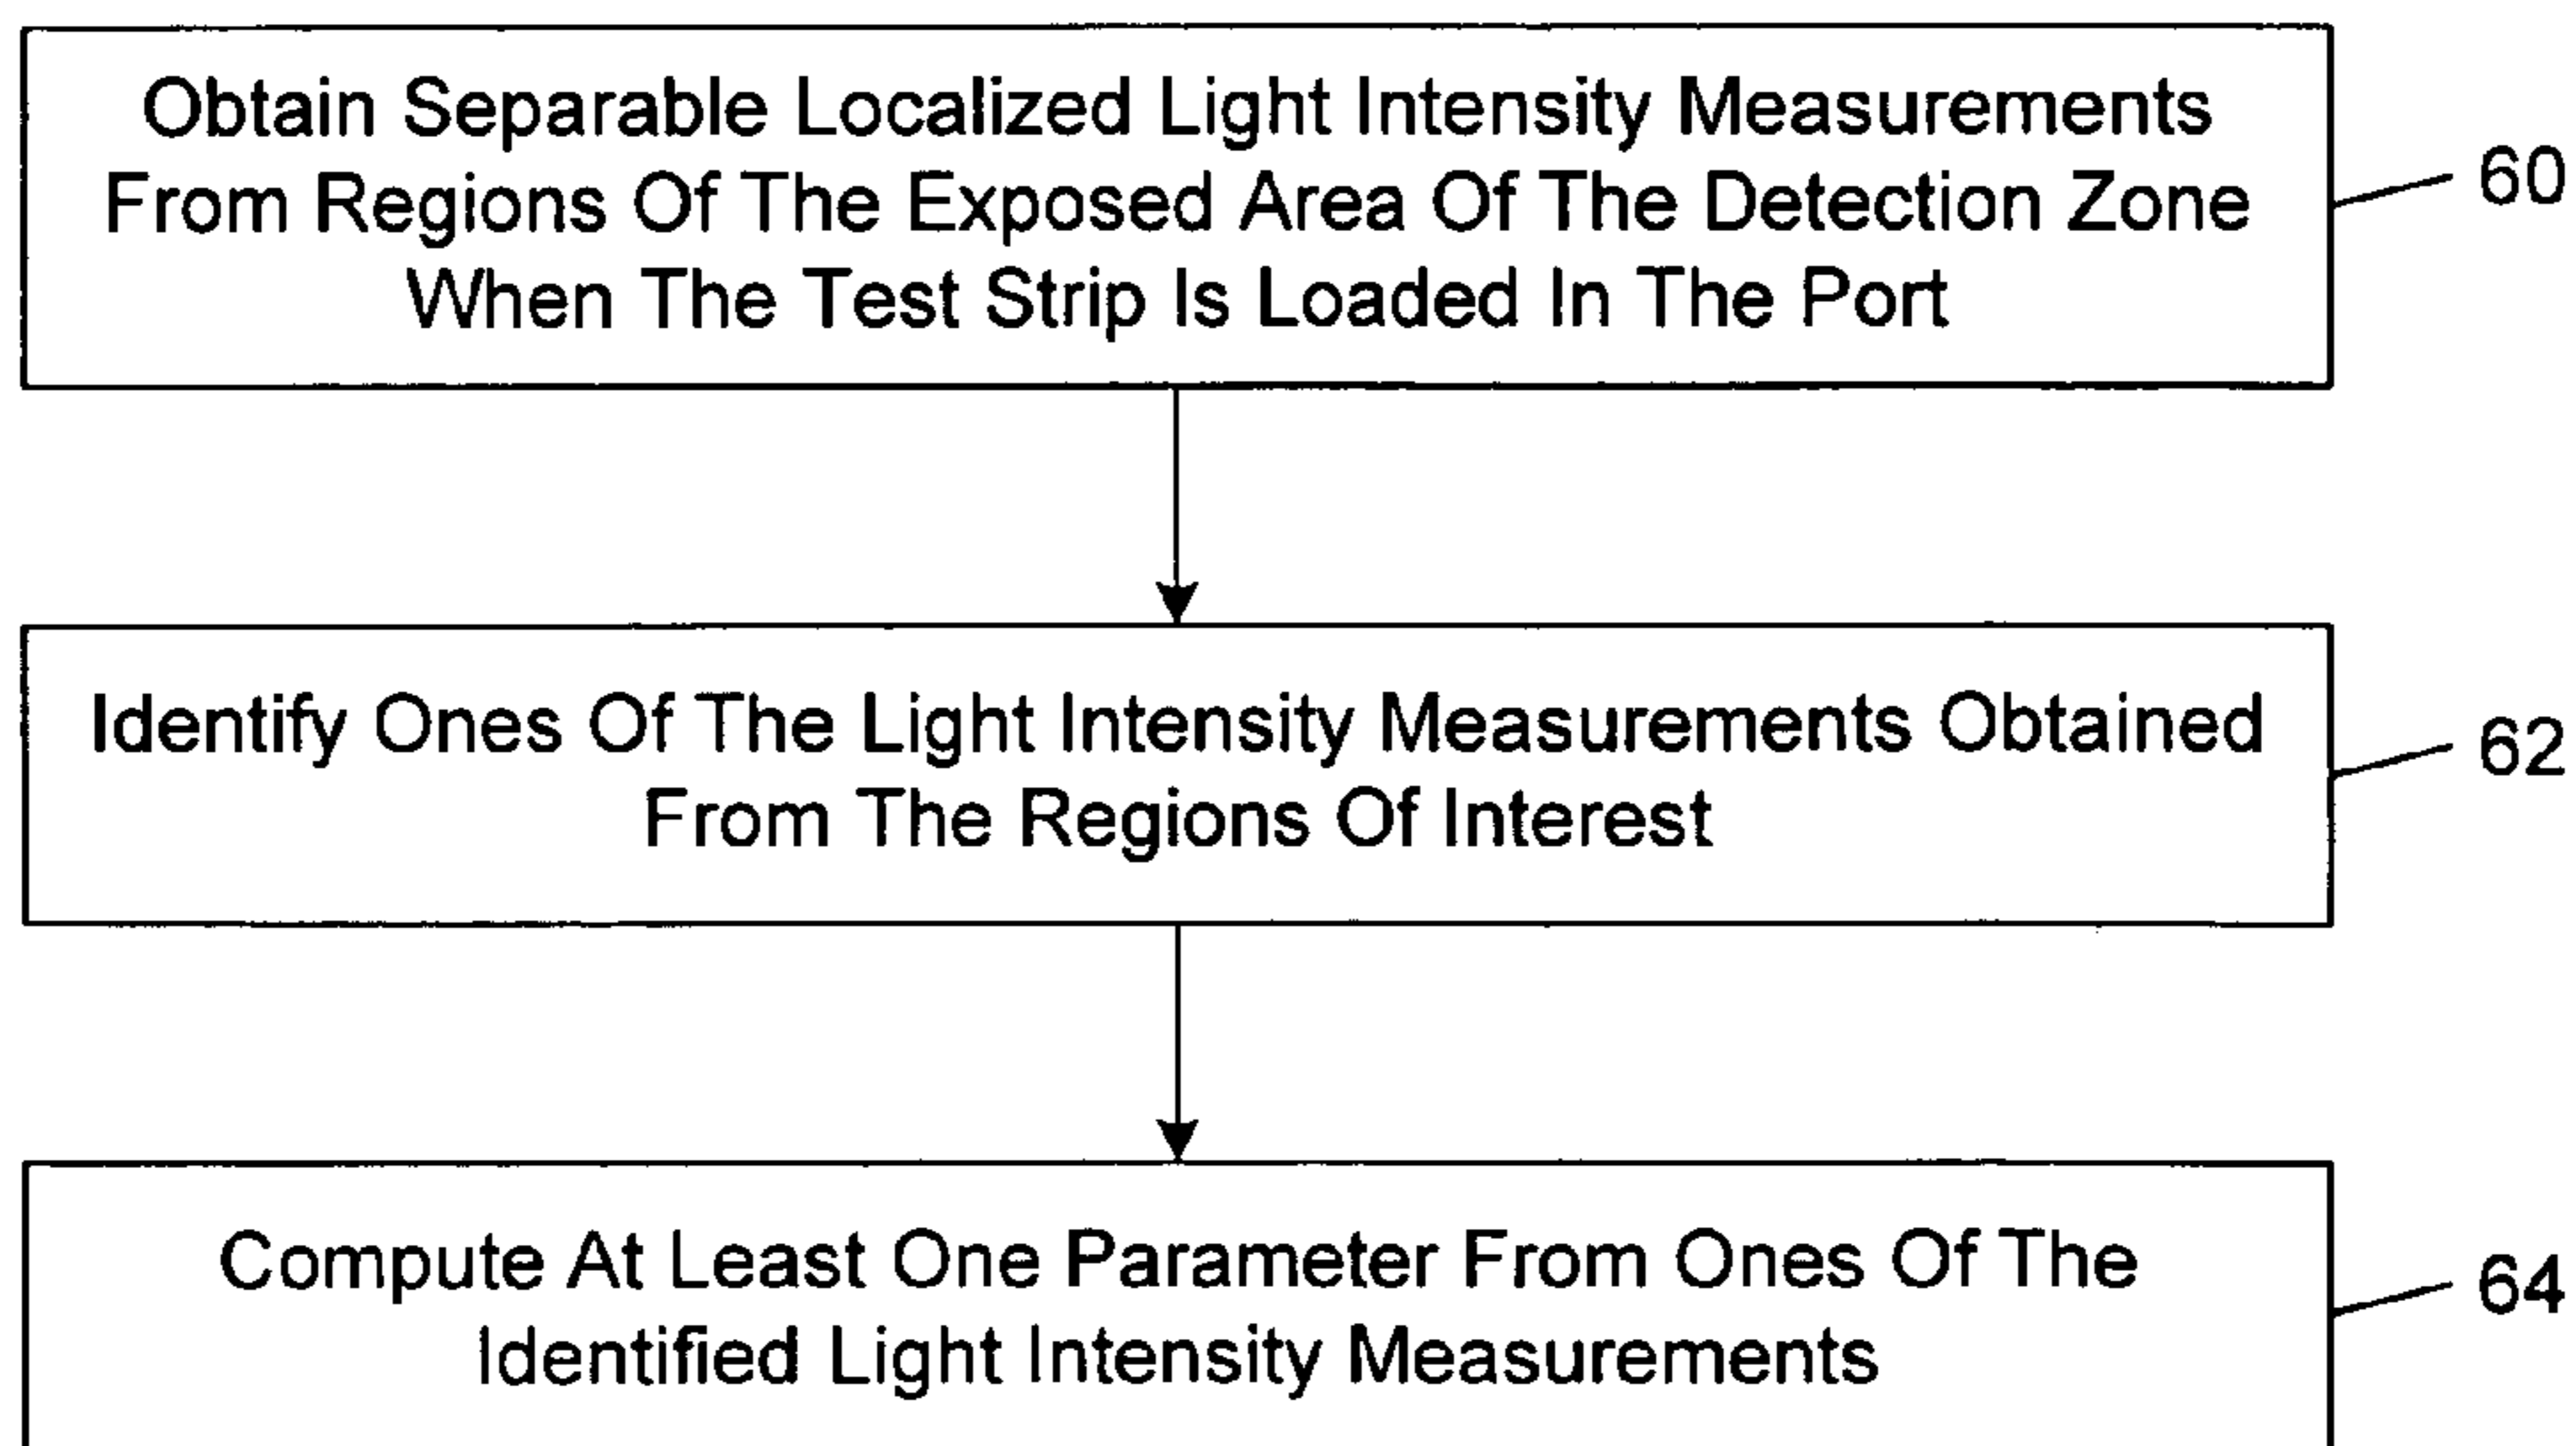 Obtain Separable Localized Light Intensity Measurements
From Regions Of The Exposed Area Of The Detection Zone
When The Test Strip Is Loaded In The Port
60
Identify Ones Of The Light Intensity Measurements Obtained
From The Regions Of Interest
62
Compute At Least One Parameter From Ones Of The
Identified Light Intensity Measurements
64